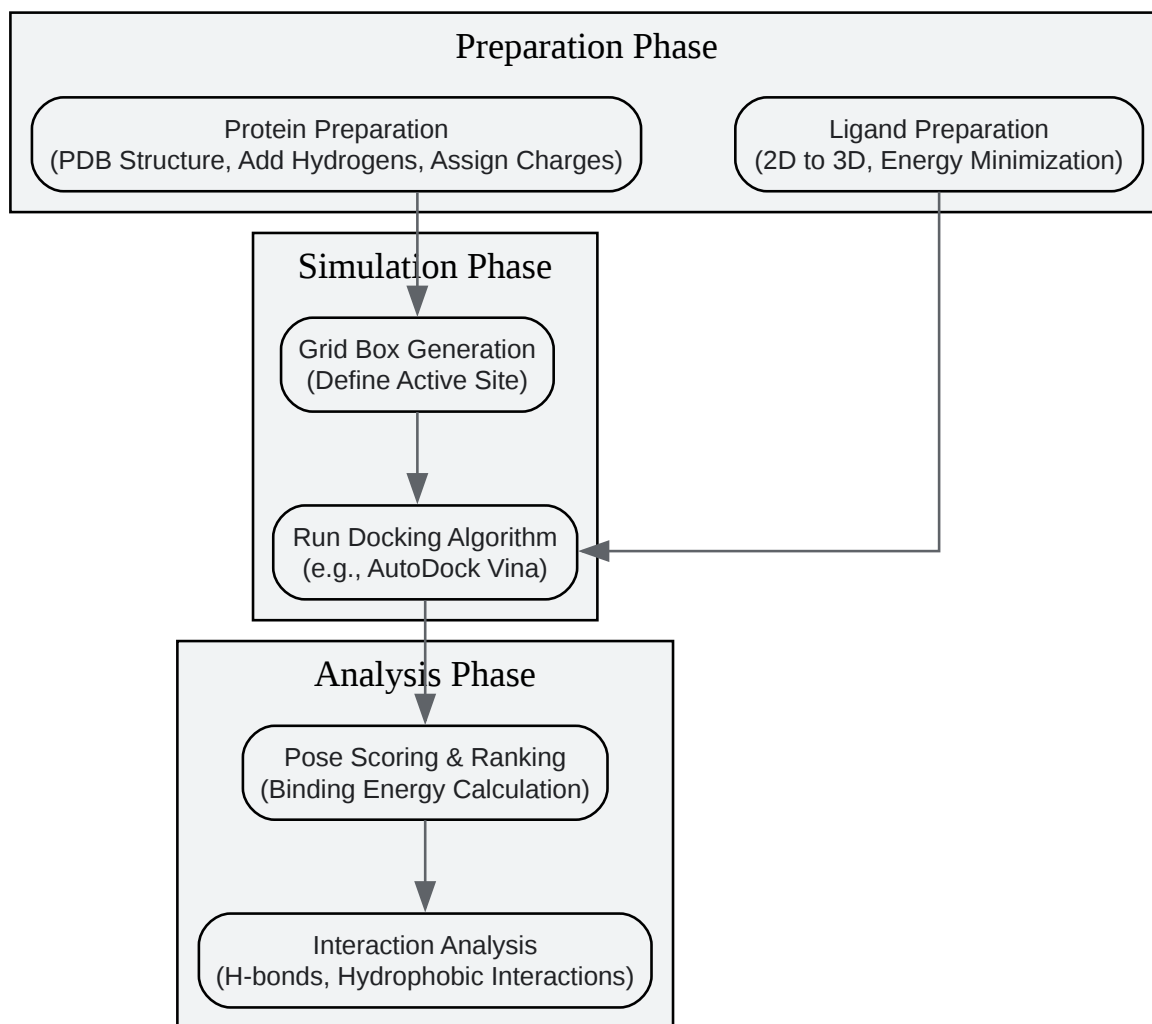 Preparation Phase
Protein Preparation
(PDB Structure, Add Hydrogens, Assign Charges)
Ligand Preparation
(2D to 3D, Energy Minimization)
Simulation Phase
Grid Box Generation
(Define Active Site)
Run Docking Algorithm
(e.g., AutoDock Vina)
Analysis Phase
Pose Scoring & Ranking
(Binding Energy Calculation)
Interaction Analysis
(H-bonds, Hydrophobic Interactions)